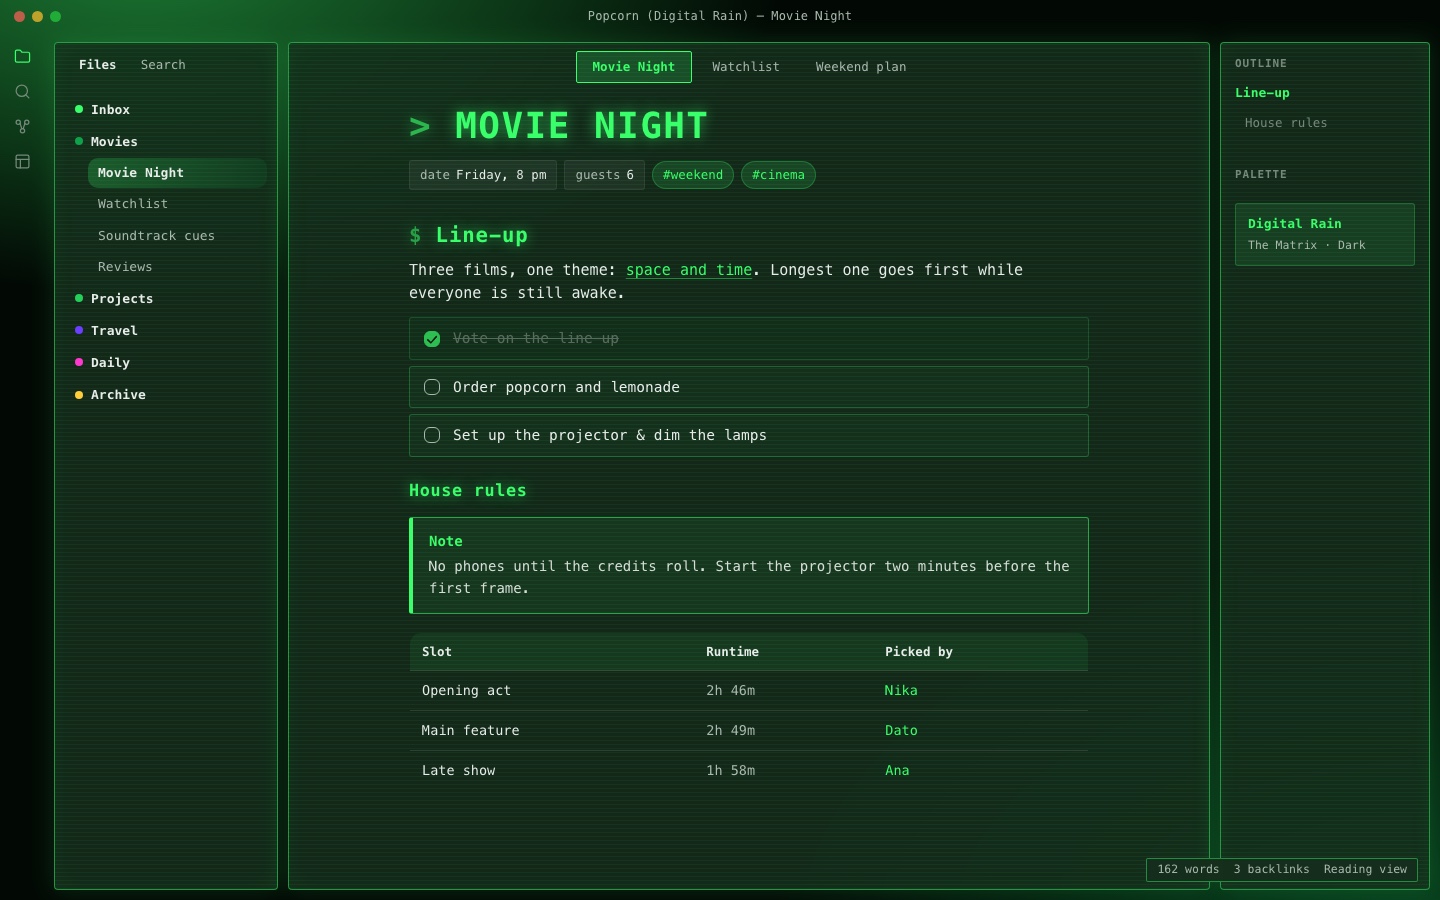 Popcorn (Digital Rain) — Movie Night
Files Search
Inbox
Movies
Movie Night
Watchlist
Soundtrack cues
Reviews
Projects
Travel
Daily
Archive
Movie Night Watchlist Weekend plan
> MOVIE NIGHT
date Friday, 8 pm guests 6 #weekend #cinema
$ Line-up
Three films, one theme: space and time. Longest one goes first while
everyone is still awake.
Vote on the line-up
Order popcorn and lemonade
Set up the projector & dim the lamps
House rules
Note
No phones until the credits roll. Start the projector two minutes before the
first frame.
Slot Runtime Picked by
Opening act 2h 46m Nika
Main feature 2h 49m Dato
Late show 1h 58m Ana
OUTLINE
Line-up
House rules
PALETTE
Digital Rain
The Matrix · Dark
162 words 3 backlinks Reading view